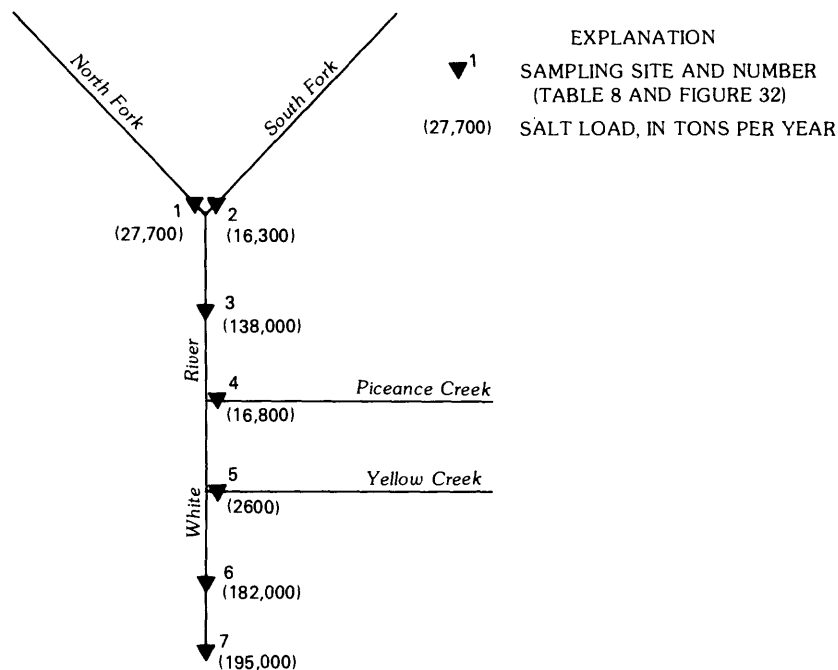 North Fork
South Fork
EXPLANATION
1
SAMPLING SITE AND NUMBER
(TABLE 8 AND FIGURE 32)
(27,700) SALT LOAD, IN TONS PER YEAR
1
(27,700)
2
(16,300)
3
(138,000)
River
4
(16,800)
Piceance Creek
5
(2600)
Yellow Creek
White
6
(182,000)
7
(195,000)